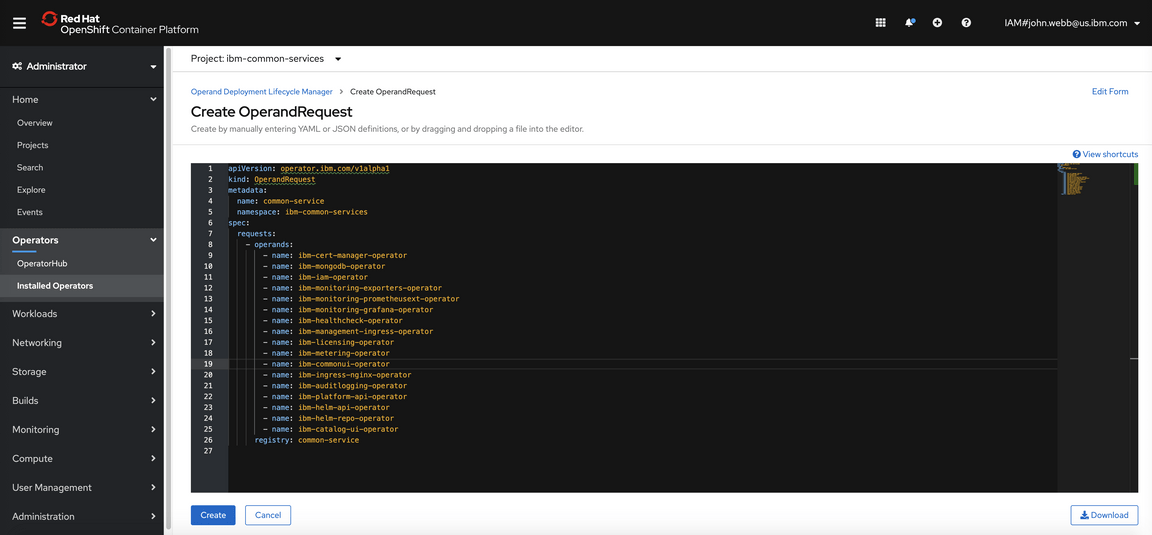 Red Hat
OpenShift Container Platform
IAM#john.webb@us.ibm.com
Administrator
Home
Overview
Projects
Search
Explore
Events
Operators
OperatorHub
Installed Operators
Workloads
Networking
Storage
Builds
Monitoring
Compute
User Management
Administration
Project: ibm-common-services
Operand Deployment Lifecycle Manager > Create OperandRequest
Edit Form
Create OperandRequest
Create by manually entering YAML or JSON definitions, or by dragging and dropping a file into the editor.
View shortcuts
1 apiVersion: operator.ibm.com/v1alpha1
2 kind: OperandRequest
3 metadata:
4 name: common-service
5 namespace: ibm-common-services
6 spec:
7 requests:
8 - operands:
9 - name: ibm-cert-manager-operator
10 - name: ibm-mongodb-operator
11 - name: ibm-iam-operator
12 - name: ibm-monitoring-exporters-operator
13 - name: ibm-monitoring-prometheusext-operator
14 - name: ibm-monitoring-grafana-operator
15 - name: ibm-healthcheck-operator
16 - name: ibm-management-ingress-operator
17 - name: ibm-licensing-operator
18 - name: ibm-metering-operator
19 - name: ibm-commonui-operator
20 - name: ibm-ingress-nginx-operator
21 - name: ibm-auditlogging-operator
22 - name: ibm-platform-api-operator
23 - name: ibm-helm-api-operator
24 - name: ibm-helm-repo-operator
25 - name: ibm-catalog-ui-operator
26 registry: common-service
27
Create
Cancel
Download